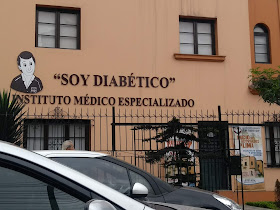 "SOY DIABÉTICO"
INSTITUTO MÉDICO ESPECIALIZADO